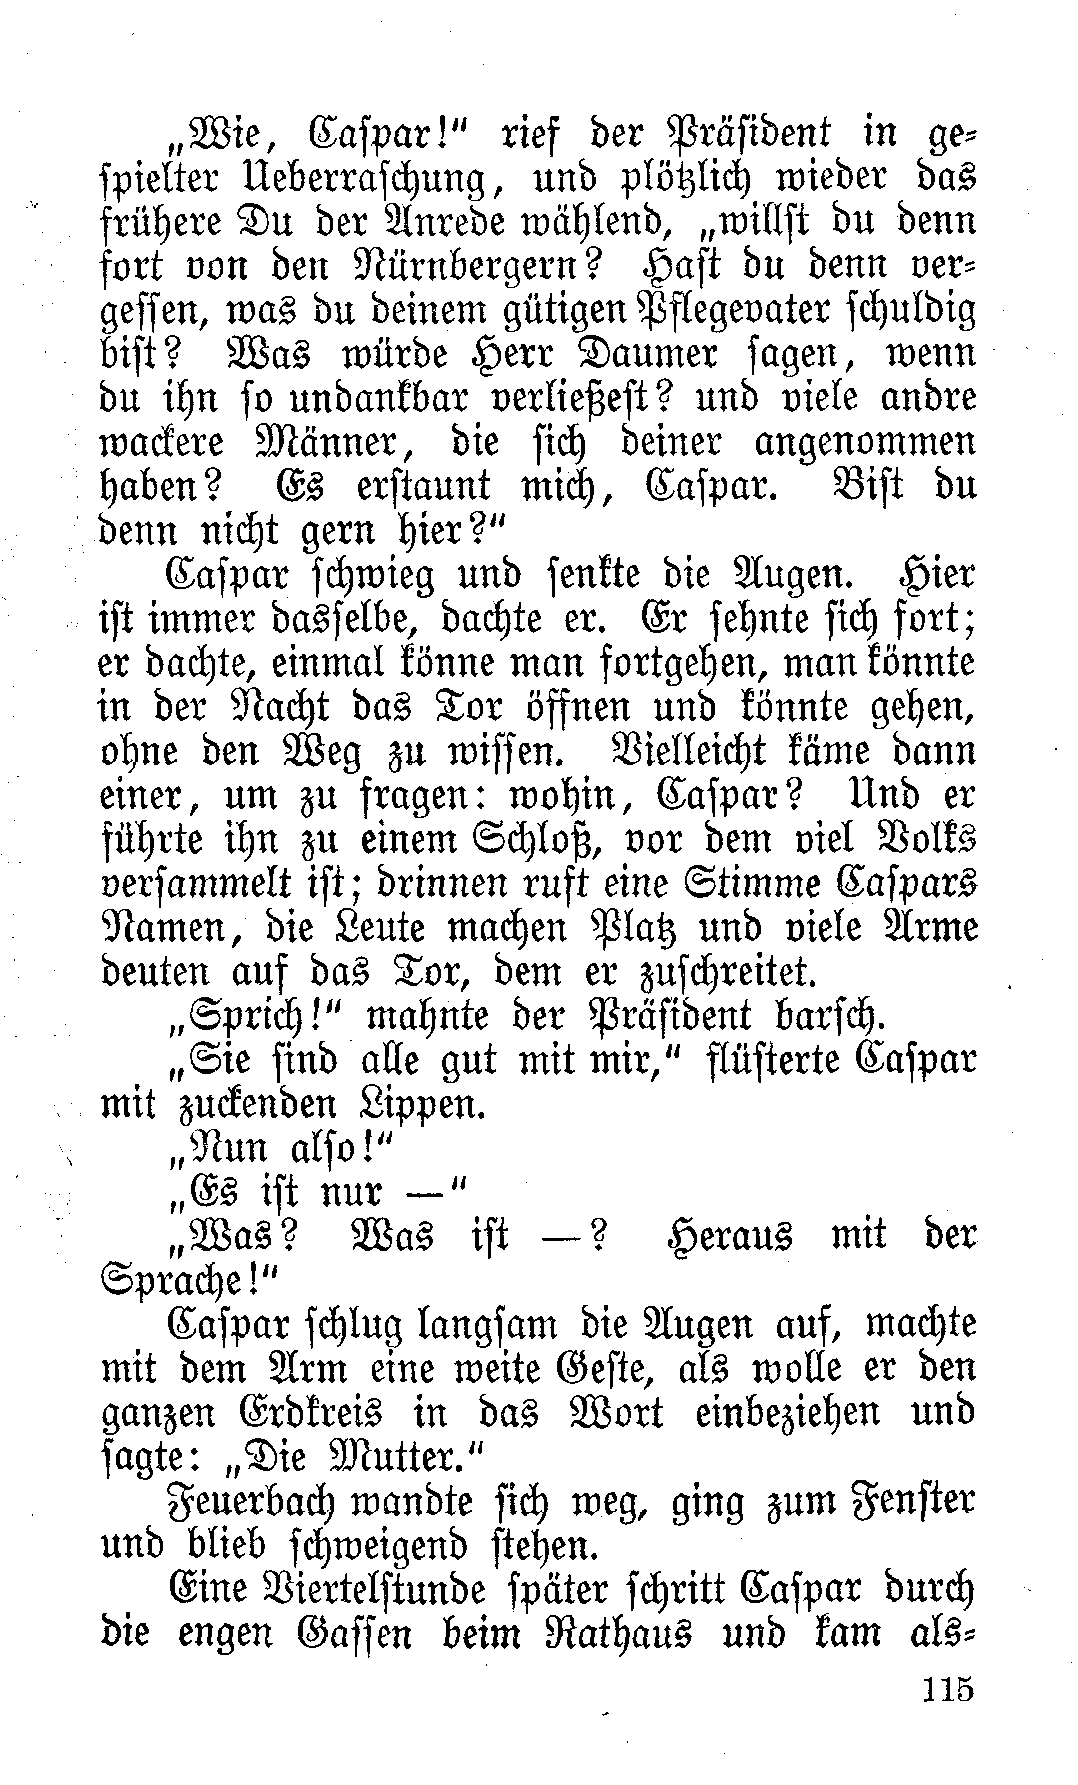 „Wie, Caspar!“ rief der Präsident in ge-
spielter Ueberraschung, und plötzlich wieder das
frühere Du der Anrede wählend, „willst du denn
fort von den Nürnbergern? Hast du denn ver-
gessen, was du deinem gütigen Pflegevater schuldig
bist? Was würde Herr Daumer sagen, wenn
du ihn so undankbar verließest? und viele andre
wackere Männer, die sich deiner angenommen
haben? Es erstaunt mich, Caspar. Bist du
denn nicht gern hier?“
Caspar schwieg und senkte die Augen. Hier
ist immer dasselbe, dachte er. Er sehnte sich fort;
er dachte, einmal könne man fortgehen, man könnte
in der Nacht das Tor öffnen und könnte gehen,
ohne den Weg zu wissen. Vielleicht käme dann
einer, um zu fragen: wohin, Caspar? Und er
führte ihn zu einem Schloß, vor dem viel Volks
versammelt ist; drinnen ruft eine Stimme Caspars
Namen, die Leute machen Platz und viele Arme
deuten auf das Tor, dem er zuschreitet.
„Sprich!“ mahnte der Präsident barsch.
„Sie sind alle gut mit mir,“ flüsterte Caspar
mit zuckenden Lippen.
„Nun also!“
„Es ist nur —“
„Was? Was ist —? Heraus mit der
Sprache!“
Caspar schlug langsam die Augen auf, machte
mit dem Arm eine weite Geste, als wolle er den
ganzen Erdkreis in das Wort einbeziehen und
sagte: „Die Mutter.“
Feuerbach wandte sich weg, ging zum Fenster
und blieb schweigend stehen.
Eine Viertelstunde später schritt Caspar durch
die engen Gassen beim Rathaus und kam als-
115